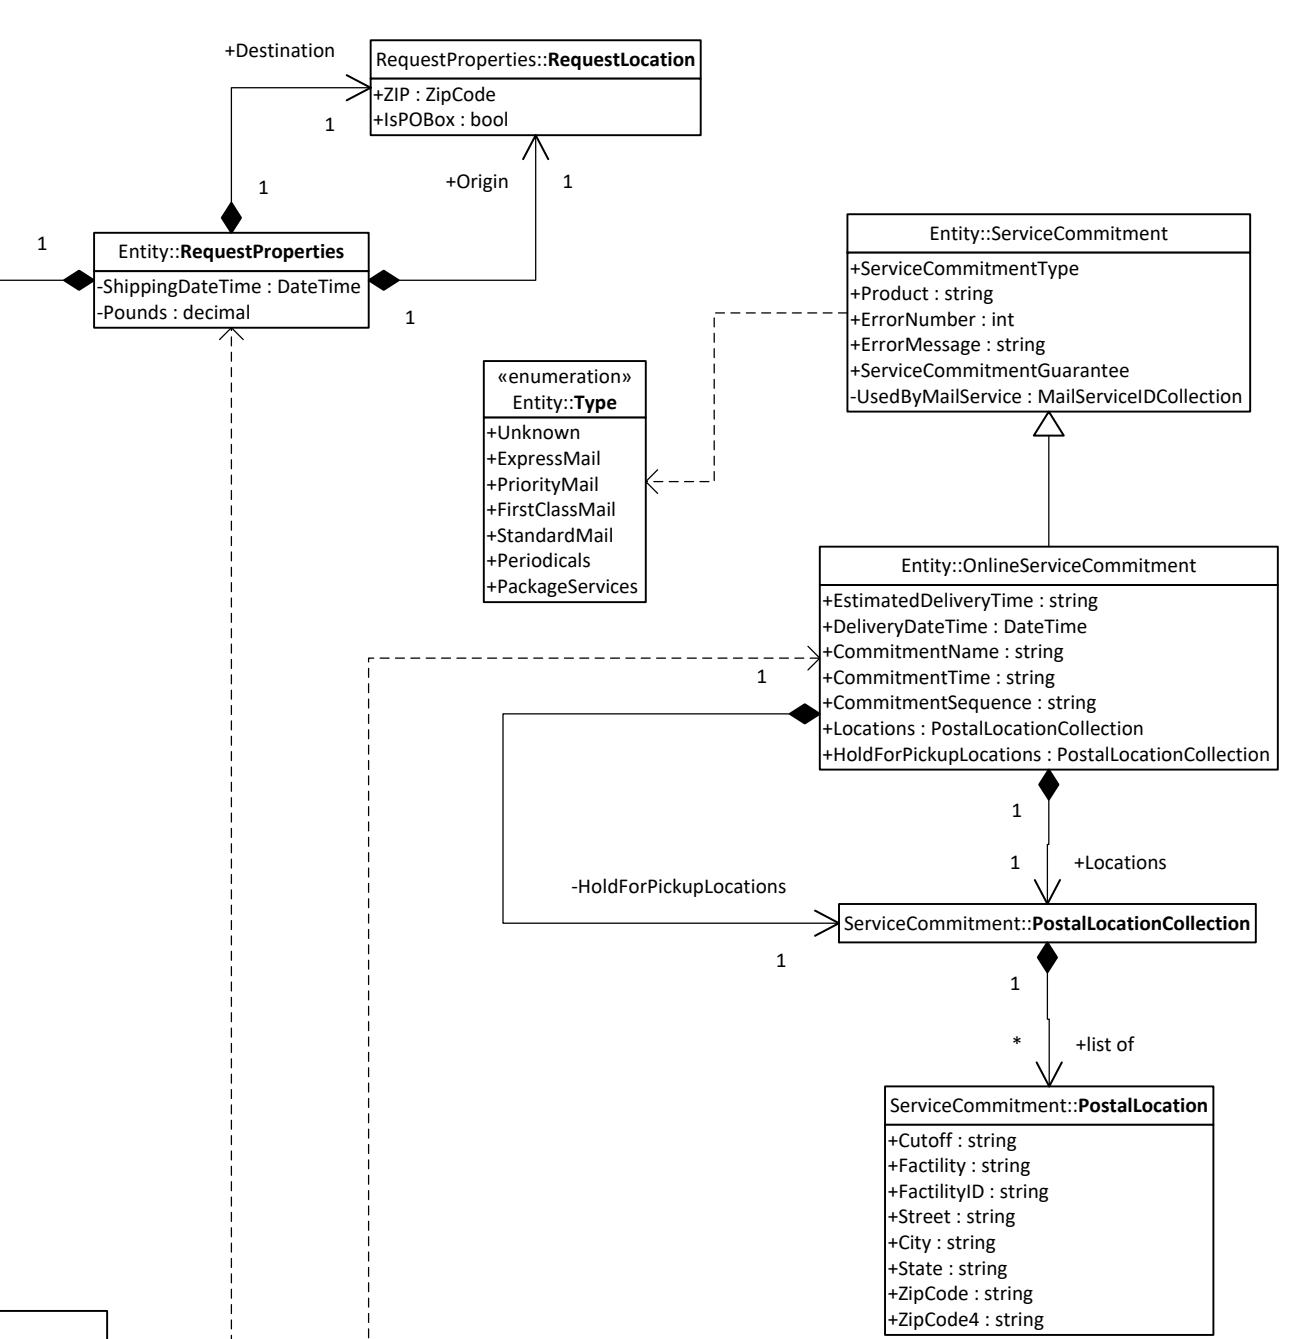 +Destination
RequestProperties::RequestLocation
+ZIP : ZipCode
+IsPOBox : bool
1
1
+Origin
1
1
Entity::RequestProperties
-ShippingDateTime : DateTime
-Pounds : decimal
1
Entity::ServiceCommitment
+ServiceCommitmentType
+Product : string
+ErrorNumber : int
+ErrorMessage : string
+ServiceCommitmentGuarantee
-UsedByMailService : MailServiceIDCollection
«enumeration»
Entity::Type
+Unknown
+ExpressMail
+PriorityMail
+FirstClassMail
+StandardMail
+Periodicals
+PackageServices
Entity::OnlineServiceCommitment
+EstimatedDeliveryTime : string
+DeliveryDateTime : DateTime
+CommitmentName : string
+CommitmentTime : string
+CommitmentSequence : string
+Locations : PostalLocationCollection
+HoldForPickupLocations : PostalLocationCollection
1
1
1
+Locations
-HoldForPickupLocations
1
ServiceCommitment::PostalLocationCollection
1
*
+list of
ServiceCommitment::PostalLocation
+Cutoff : string
+Factility : string
+FactilityID : string
+Street : string
+City : string
+State : string
+ZipCode : string
+ZipCode4 : string